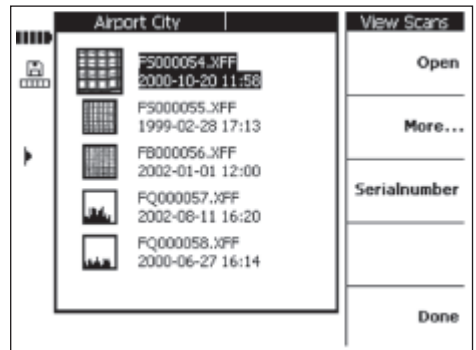 Airport City
View Scans
FS000054.XFF
2000-10-20 11:58
FS000055.XFF
1999-02-28 17:13
FB000056.XFF
2002-01-01 12:00
FQ000057.XFF
2002-08-11 16:20
FQ000058.XFF
2000-06-27 16:14
Open
More...
Serialnumber
Done